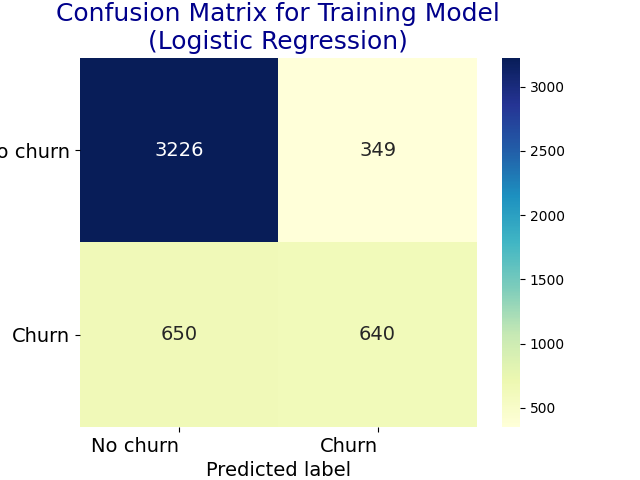 Confusion Matrix for Training Model
(Logistic Regression)
o churn
3226
349
Churn
650
640
3000
2500
2000
1500
1000
500
No churn
Churn
Predicted label